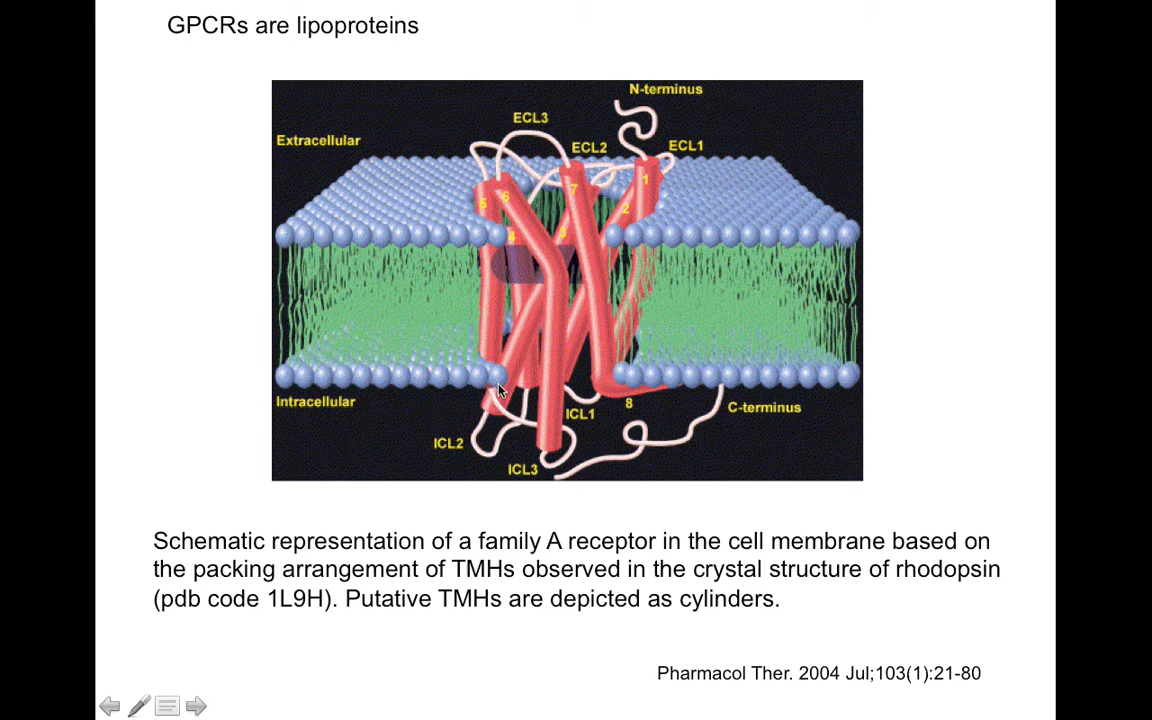 GPCRs are lipoproteins
N-terminus
ECL3
Extracellular
ECL2
ECL1
1
7
6
5
2
3
4
Intracellular
8
C-terminus
ICL1
ICL2
ICL3
Schematic representation of a family A receptor in the cell membrane based on
the packing arrangement of TMHs observed in the crystal structure of rhodopsin
(pdb code 1L9H). Putative TMHs are depicted as cylinders.
Pharmacol Ther. 2004 Jul;103(1):21-80